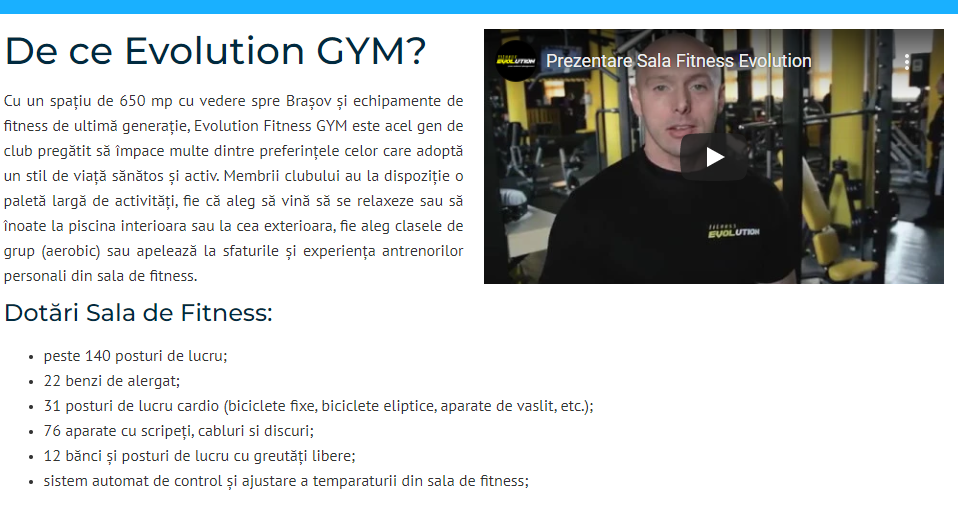 De ce Evolution GYM?
Cu un spațiu de 650 mp cu vedere spre Brașov și echipamente de
fitness de ultimă generație, Evolution Fitness GYM este acel gen de
club pregătit să împace multe dintre preferințele celor care adoptă
un stil de viață sănătos și activ. Membrii clubului au la dispoziție o
paletă largă de activități, fie că aleg să vină să se relaxeze sau să
înoate la piscina interioara sau la cea exterioara, fie aleg clasele de
grup (aerobic) sau apelează la sfaturile și experiența antrenorilor
personali din sala de fitness.
FITNESS
EVOLUTION
Prezentare Sala Fitness Evolution
FITNESS
EVOLUTION
Dotări Sala de Fitness:
• peste 140 posturi de lucru;
• 22 benzi de alergat;
• 31 posturi de lucru cardio (biciclete fixe, biciclete eliptice, aparate de vaslit, etc.);
• 76 aparate cu scripeți, cabluri si discuri;
• 12 bănci și posturi de lucru cu greutăți libere;
• sistem automat de control și ajustare a temparaturii din sala de fitness;